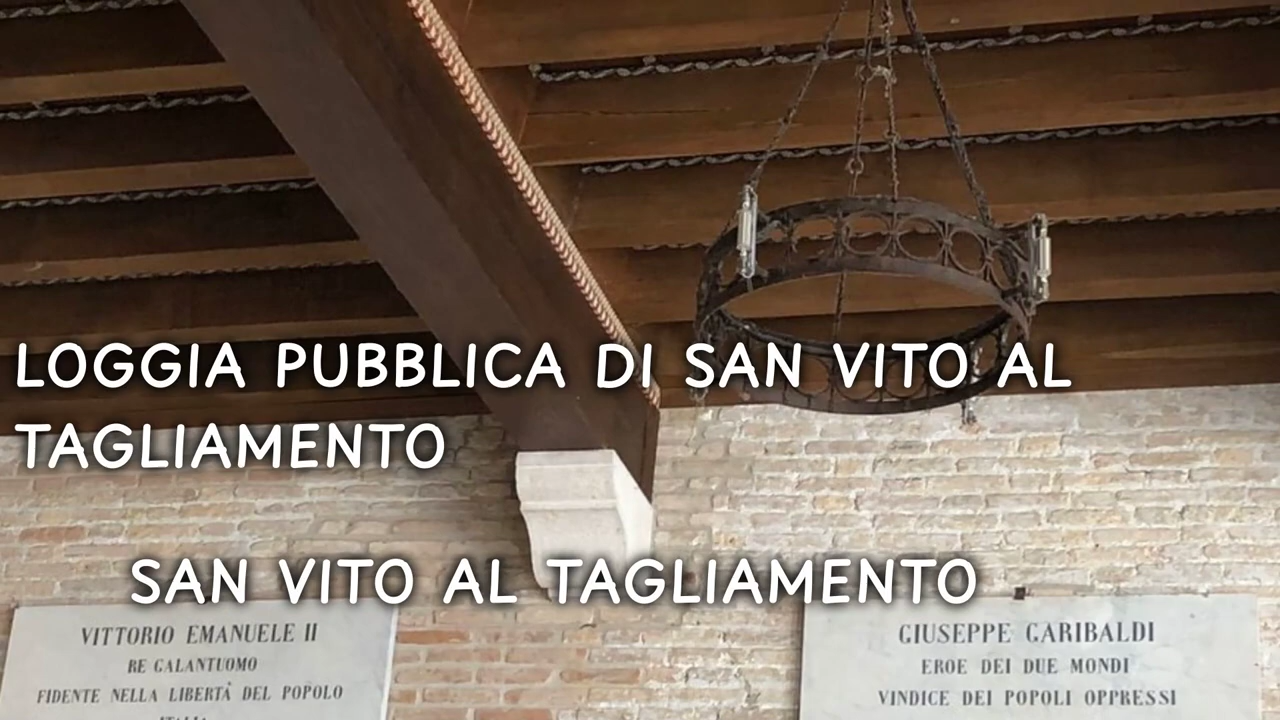 LOGGIA PUBBLICA DI SAN VITO AL
TAGLIAMENTO
SAN VITO AL TAGLIAMENTO
VITTORIO EMANUELE II
RE GALANTUOMO
FIDENTE NELLA LIBERTÀ DEL POPOLO
GIUSEPPE GARIBALDI
EROE DEI DUE MONDI
VINDICE DEI POPOLI OPPRESSI